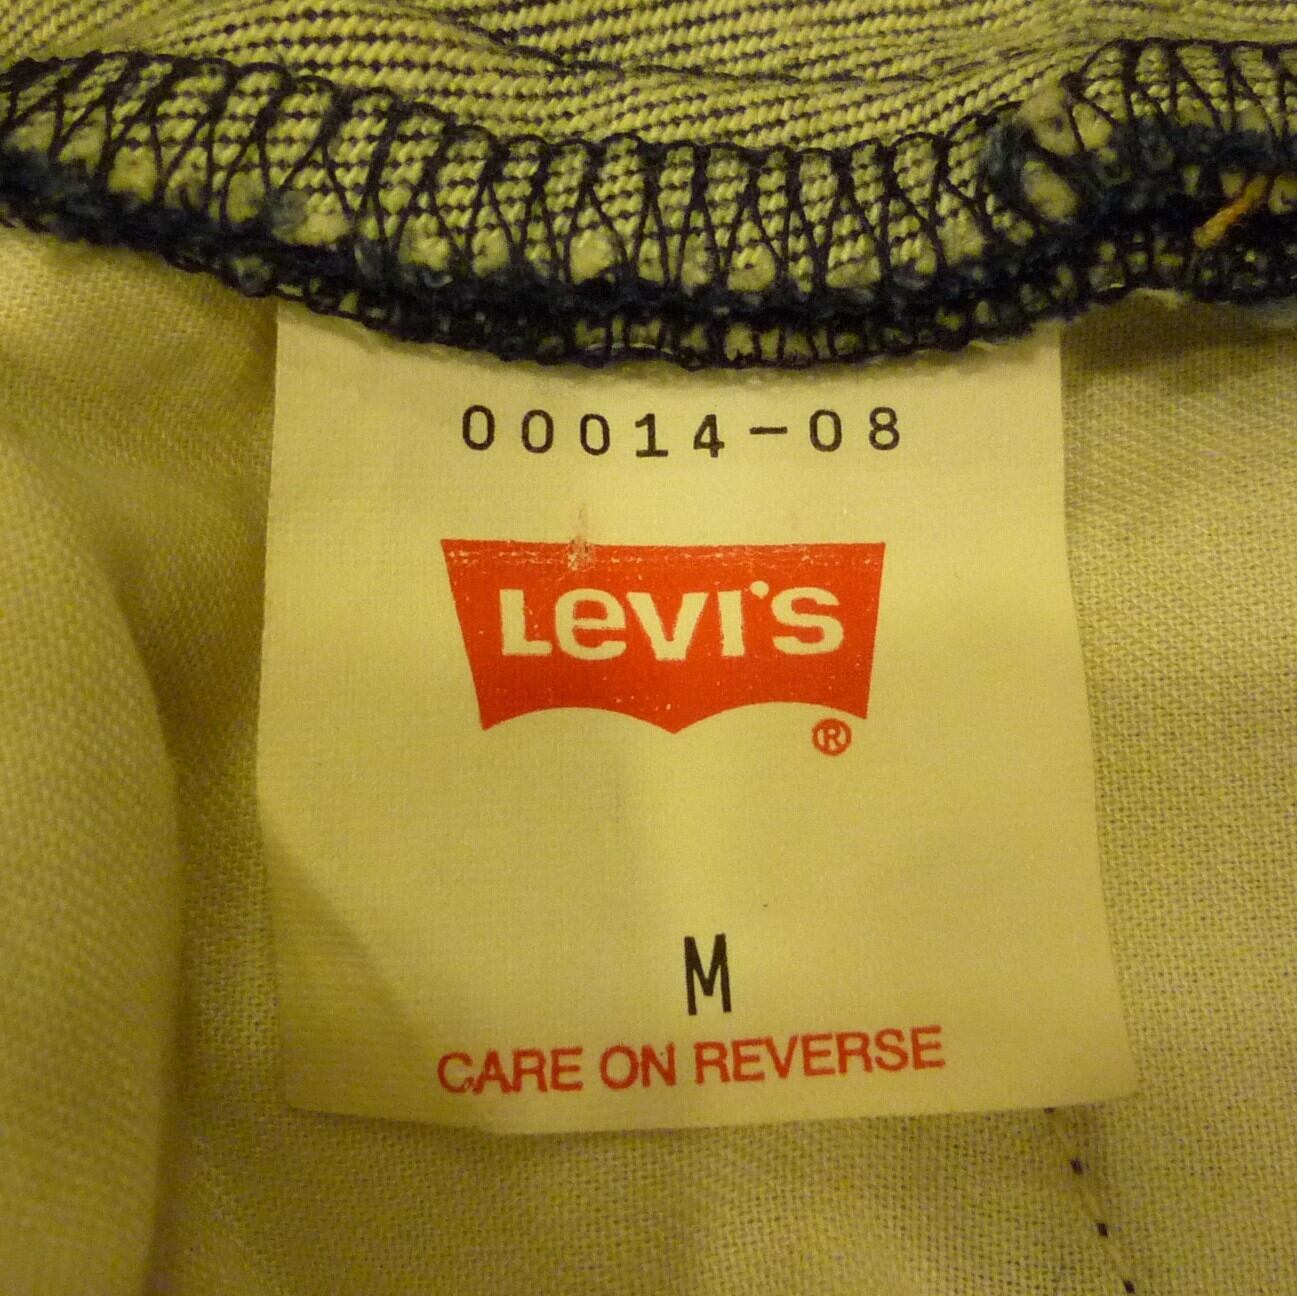 00014-08
Levi's
®
M
CARE ON REVERSE